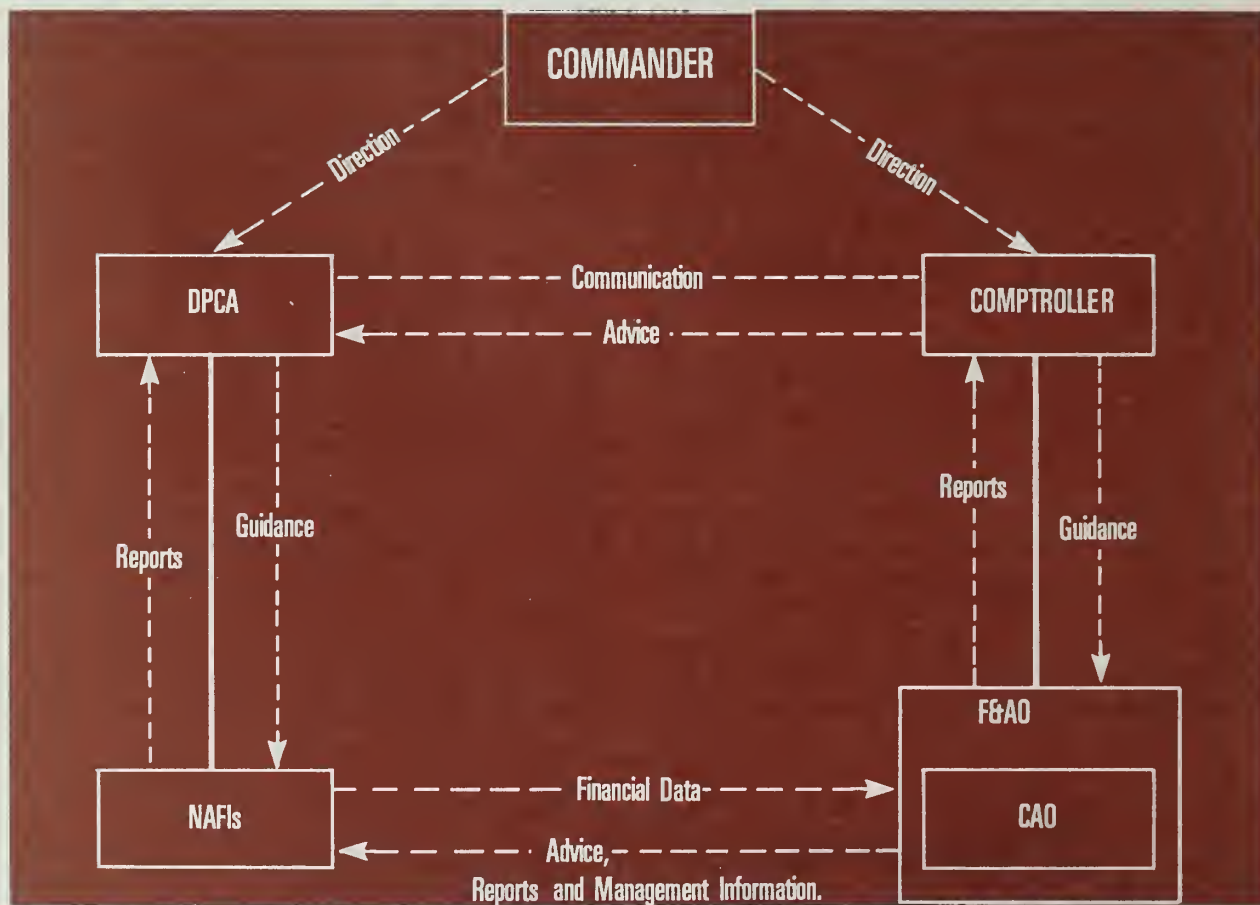 COMMANDER
Direction
Direction
DPCA
Communication
COMPTROLLER
Advice
Reports
Guidance
Reports
Guidance
F&AO
NAFIs
Financial Data
CAO
Advice,
Reports and Management Information.